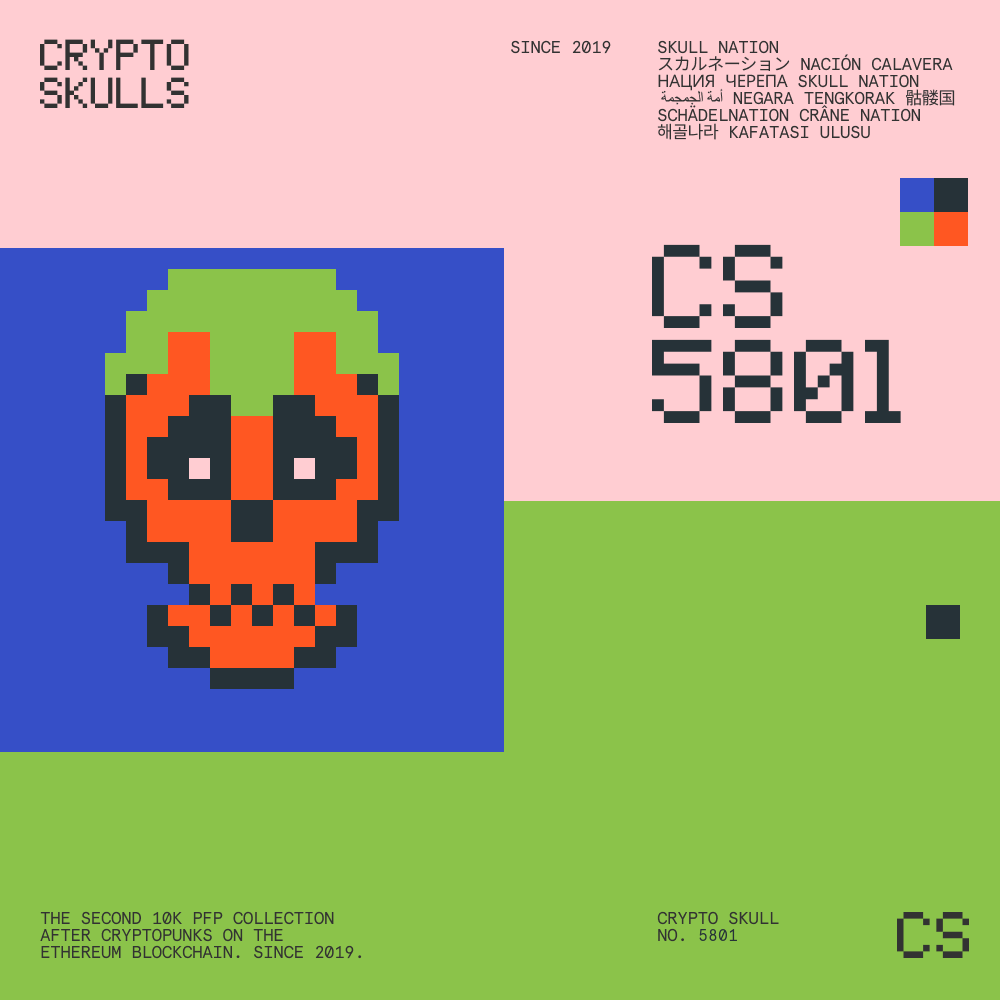 CRYPTO
SKULLS
SINCE 2019
SKULL NATION
スカルネーション NACIÓN CALAVERA
НАЦИЯ ЧЕРЕПА SKULL NATION
أمة الجمجمة NEGARA TENGKORAK 骷髅国
SCHÄDELNATION CRÂNE NATION
해골나라 KAFATASI ULUSU
CS
5801
THE SECOND 10K PFP COLLECTION
AFTER CRYPTOPUNKS ON THE
ETHEREUM BLOCKCHAIN. SINCE 2019.
CRYPTO SKULL
NO. 5801
CS